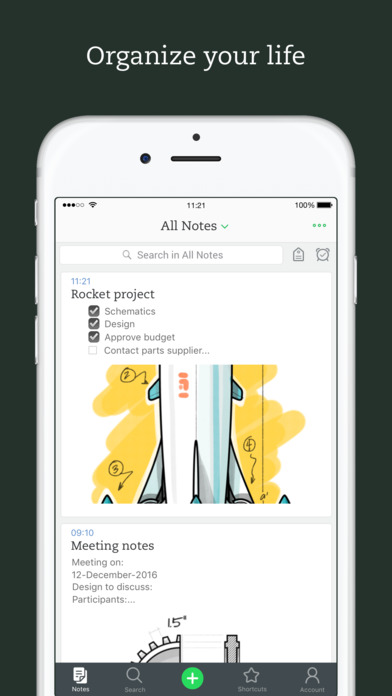 Organize your life
11:21
100%
All Notes
Search in All Notes
11:21
Rocket project
Schematics
Design
Approve budget
Contact parts supplier...
2
3
4
09:10
Meeting notes
Meeting on:
12-December-2016
Design to discuss:
Participants:...
1.5"
Notes
Search
Shortcuts
Account